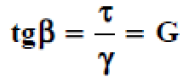 tgβ = τ/γ = G